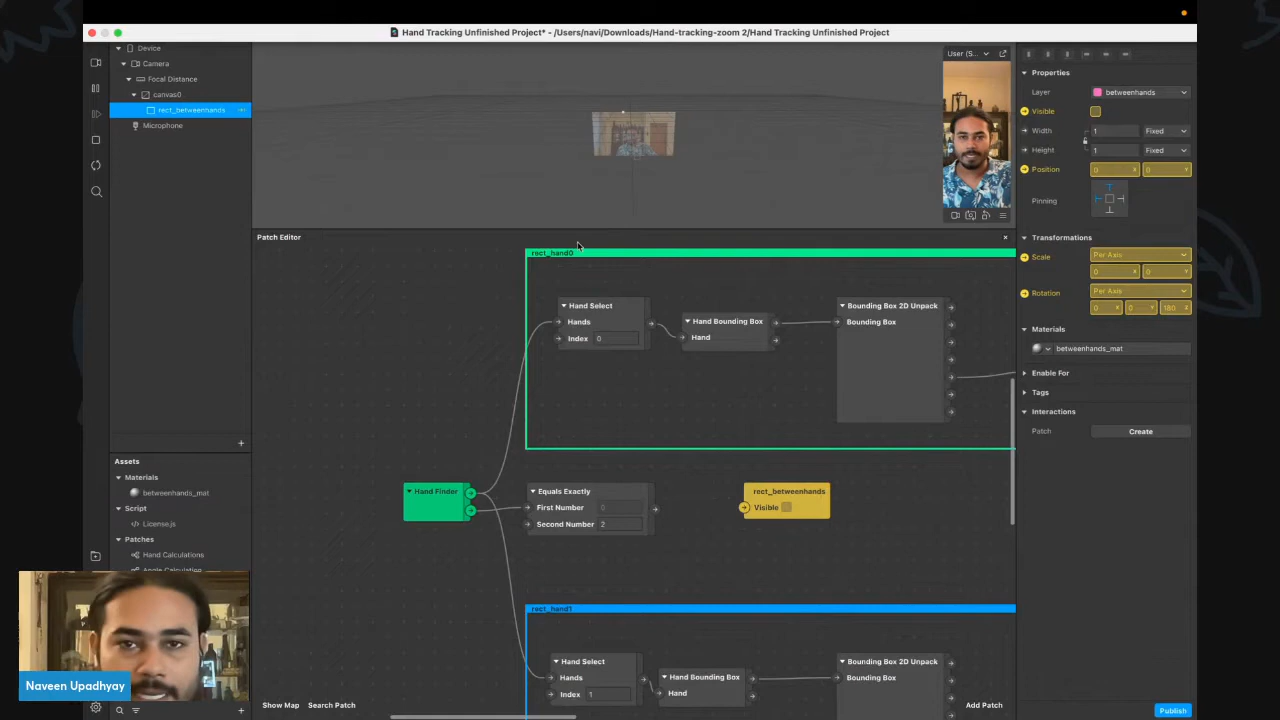 Hand Tracking Unfinished Project* - /Users/navi/Downloads/Hand-tracking-zoom 2/Hand Tracking Unfinished Project
Device
Camera
Focal Distance
canvas0
rect_betweenhands
Microphone
Assets
Materials
betweenhands_mat
Script
License.js
Patches
Hand Calculations
Angle Calculation
Naveen Upadhyay
User (S...
Patch Editor
rect_hand0
Hand Select
Hands
Index 0
Hand Bounding Box
Hand
Bounding Box 2D Unpack
Bounding Box
Hand Finder
Equals Exactly
First Number 0
Second Number 2
rect_betweenhands
Visible
rect_hand1
Hand Select
Hands
Index 1
Hand Bounding Box
Hand
Bounding Box 2D Unpack
Bounding Box
Show Map
Search Patch
Add Patch
Properties
Layer betweenhands
Visible
Width 1 Fixed
Height 1 Fixed
Position 0 X 0 Y
Pinning
Transformations
Scale Per Axis
0 X 0 Y
Rotation Per Axis
0 X 0 Y 180 Z
Materials
betweenhands_mat
Enable For
Tags
Interactions
Patch Create
Publish